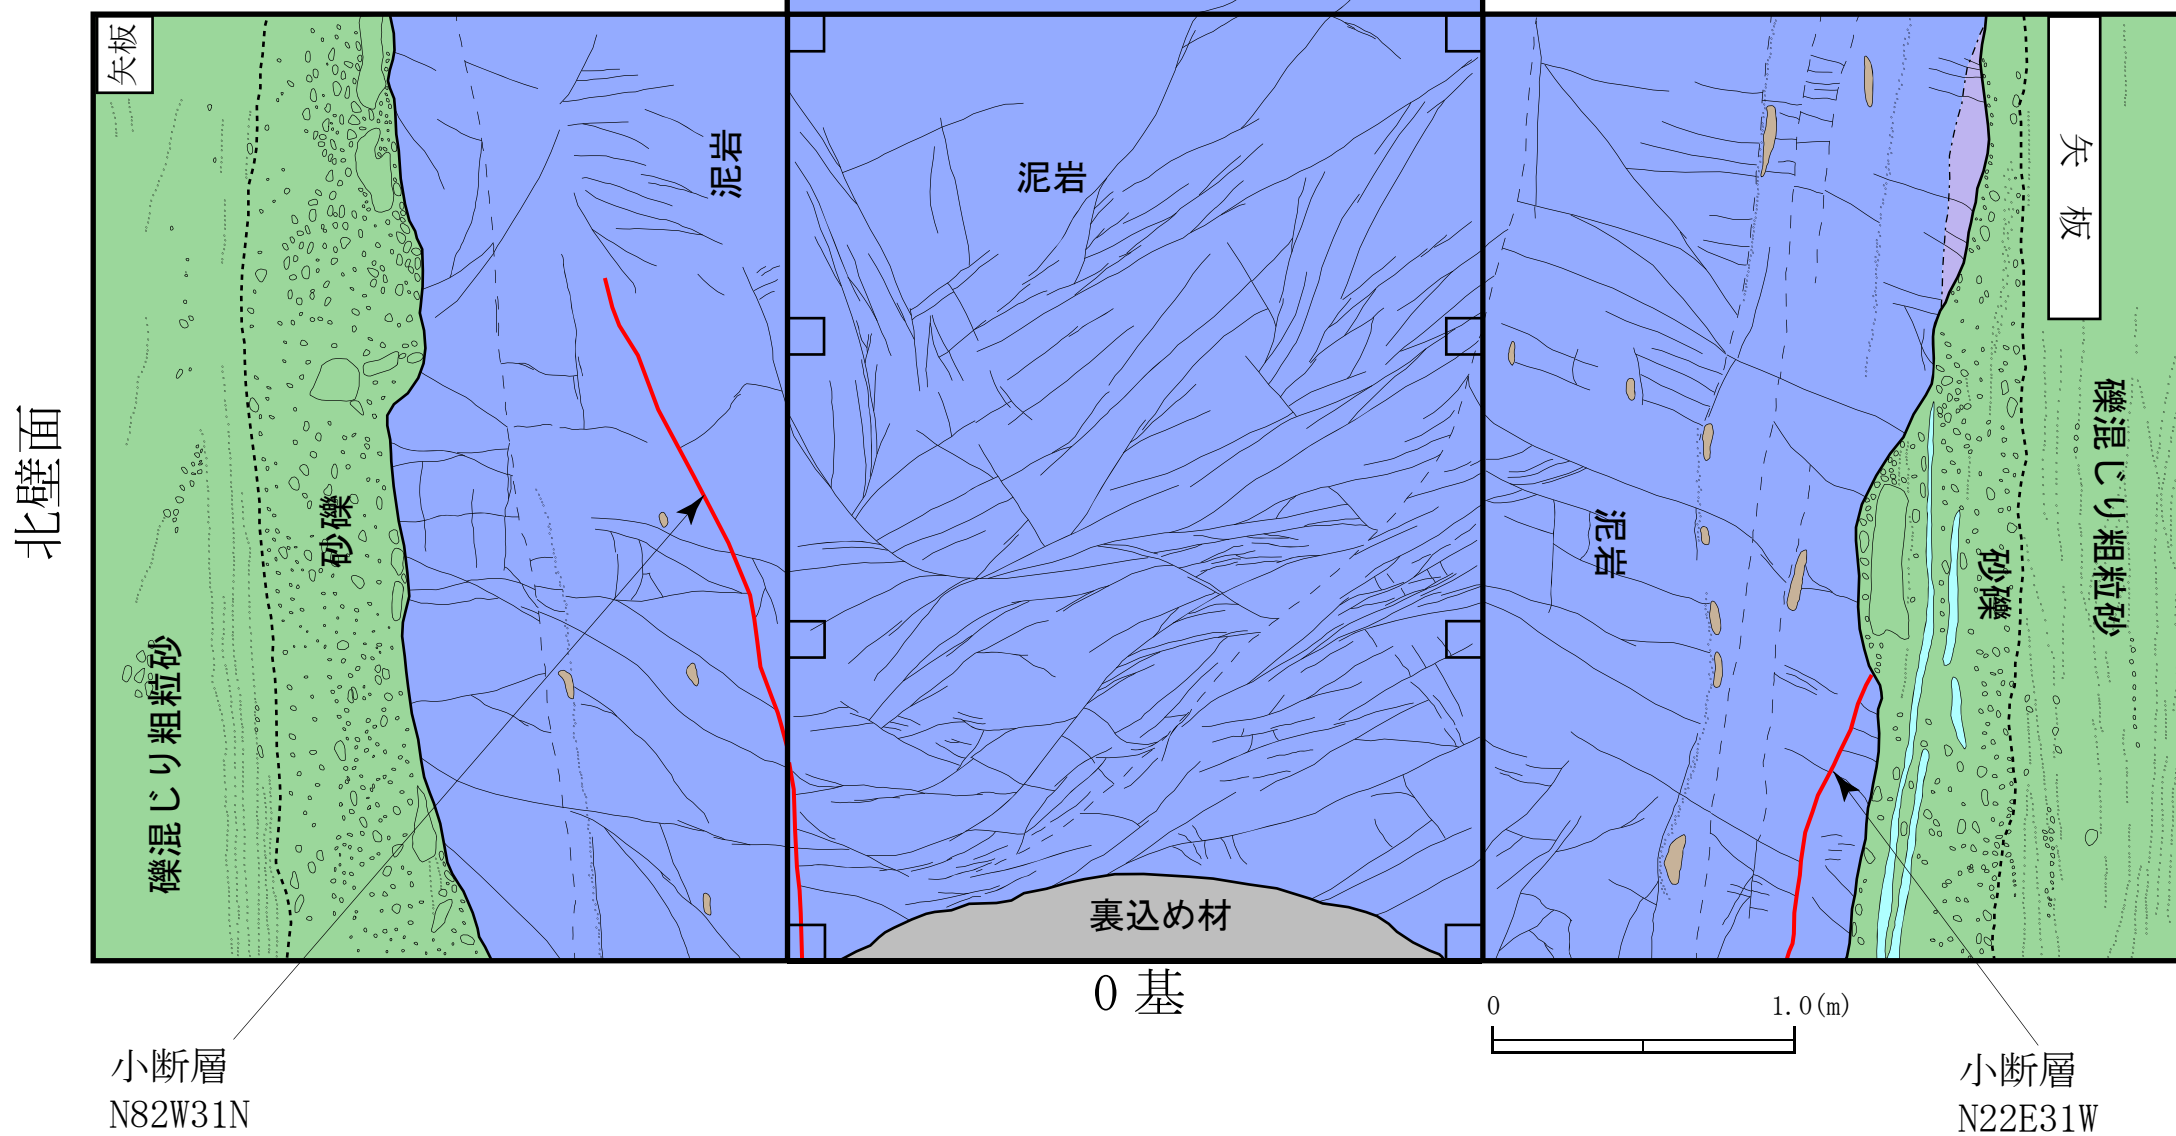 矢板
泥岩
泥岩
矢板
北壁面
砂礫
礫混じり粗粒砂
泥岩
砂礫
礫混じり粗粒砂
裏込め材
0 基
0 1.0(m)
小断層
N82W31N
小断層
N22E31W